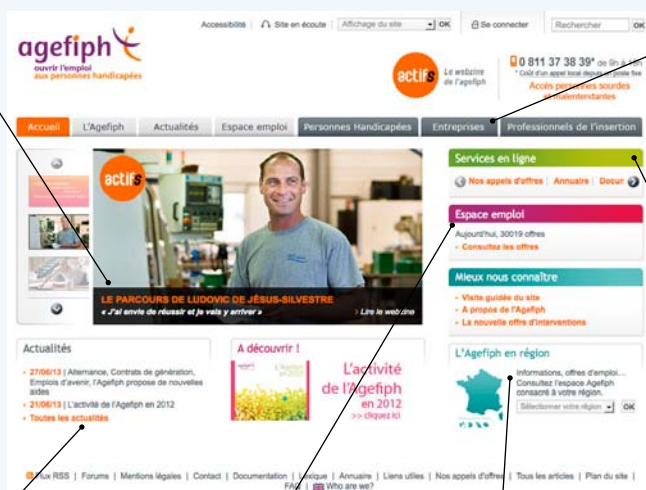 Accessibilité | Site en écoute | Affichage du site OK Se connecter Rechercher OK
agefiph
ouvrir l'emploi
aux personnes handicapées
actifs
Le webzine
de l'agefiph
0 811 37 38 39* de 9h à 18h
* Coût d'un appel local depuis un poste fixe
Accès personnes sourdes
et malentendantes
Accueil L'Agefiph Actualités Espace emploi Personnes Handicapées Entreprises Professionnels de l'insertion
actifs
LE PARCOURS DE LUDOVIC DE JÉSUS-SILVESTRE
« J'ai envie de réussir et je vais y arriver » > Lire le webzine
Services en ligne
Nos appels d'offres | Annuaire | Docur
Espace emploi
Aujourd'hui, 30019 offres
Consultez les offres
Mieux nous connaître
Visite guidée du site
A propos de l'Agefiph
La nouvelle offre d'interventions
Actualités
27/06/13 | Alternance, Contrats de génération,
Emplois d'avenir, l'Agefiph propose de nouvelles
aides
21/06/13 | L'activité de l'Agefiph en 2012
Toutes les actualités
A découvrir !
L'activité
de l'Agefiph
en 2012
>> cliquez ici
L'Agefiph en région
Informations, offres d'emploi...
Consultez l'espace Agefiph
consacré à votre région.
Sélectionner votre région OK
Flux RSS | Forums | Mentions légales | Contact | Documentation | Lexique | Annuaire | Liens utiles | Nos appels d'offres | Tous les articles | Plan du site |
FAQ | Who are we?